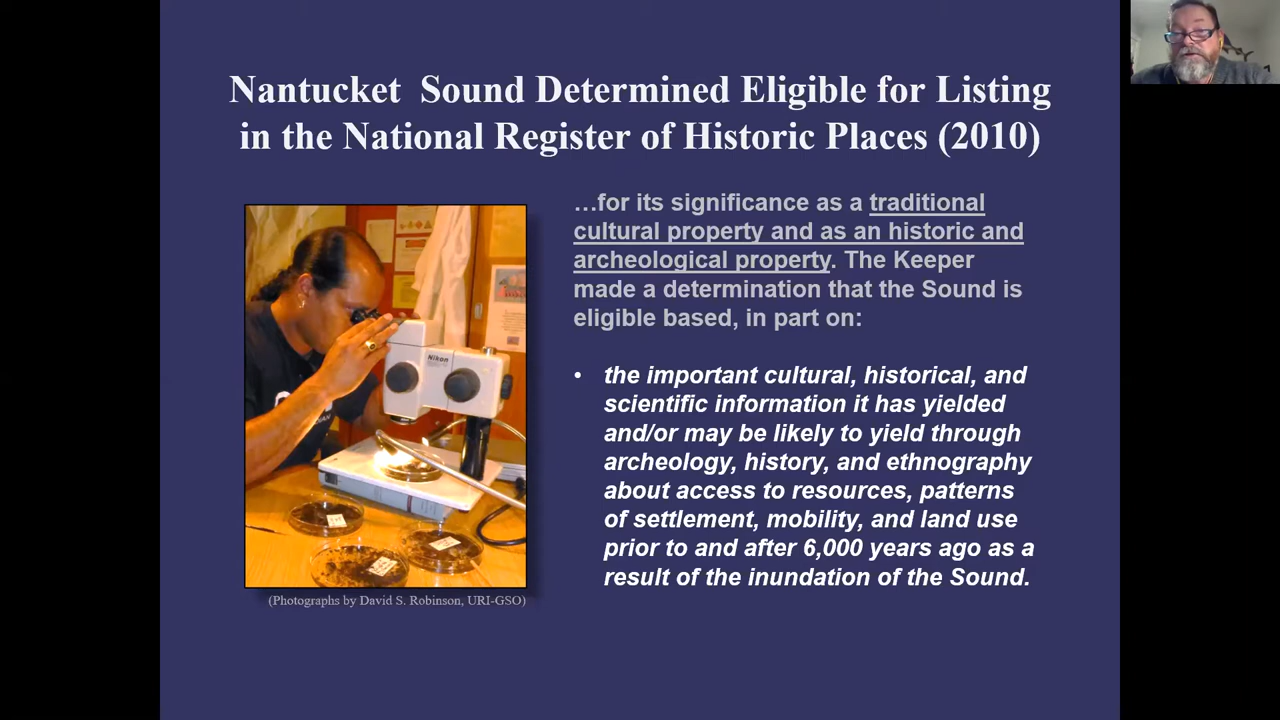 Nantucket Sound Determined Eligible for Listing
in the National Register of Historic Places (2010)
…for its significance as a traditional
cultural property and as an historic and
archeological property. The Keeper
made a determination that the Sound is
eligible based, in part on:
• the important cultural, historical, and
scientific information it has yielded
and/or may be likely to yield through
archeology, history, and ethnography
about access to resources, patterns
of settlement, mobility, and land use
prior to and after 6,000 years ago as a
result of the inundation of the Sound.
Nikon
(Photographs by David S. Robinson, URI-GSO)